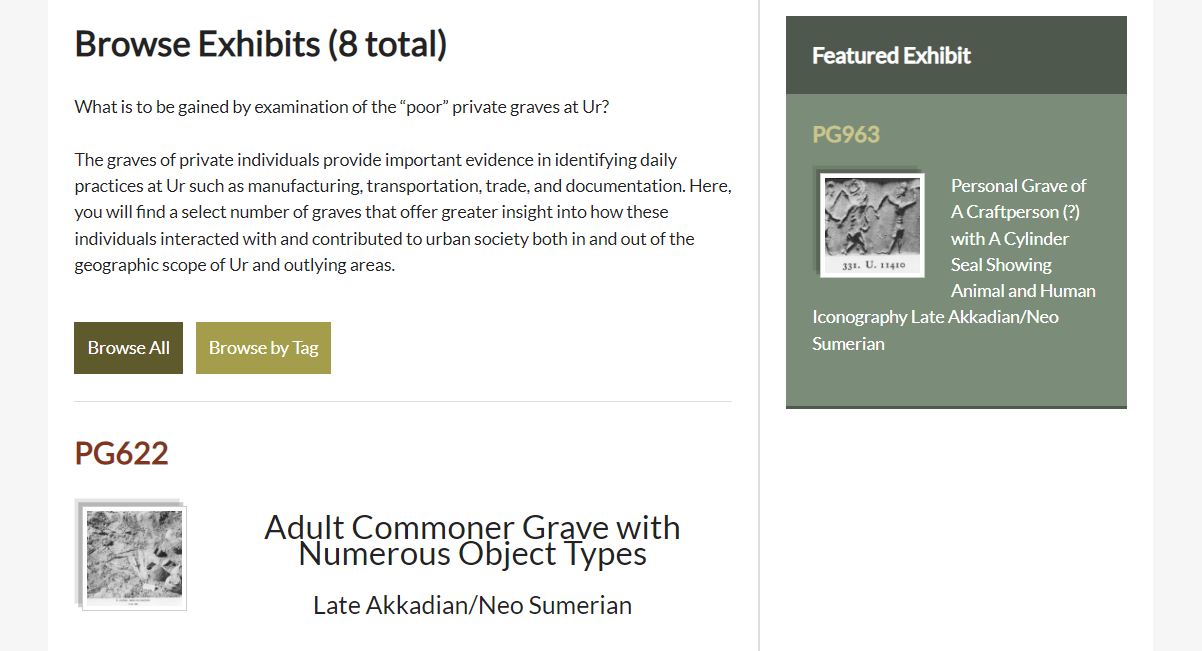 Browse Exhibits (8 total)
What is to be gained by examination of the “poor” private graves at Ur?
The graves of private individuals provide important evidence in identifying daily
practices at Ur such as manufacturing, transportation, trade, and documentation. Here,
you will find a select number of graves that offer greater insight into how these
individuals interacted with and contributed to urban society both in and out of the
geographic scope of Ur and outlying areas.
Browse All
Browse by Tag
PG622
Adult Commoner Grave with
Numerous Object Types
Late Akkadian/Neo Sumerian
Featured Exhibit
PG963
331. U. 11410
Personal Grave of
A Craftperson (?)
with A Cylinder
Seal Showing
Animal and Human
Iconography Late Akkadian/Neo
Sumerian